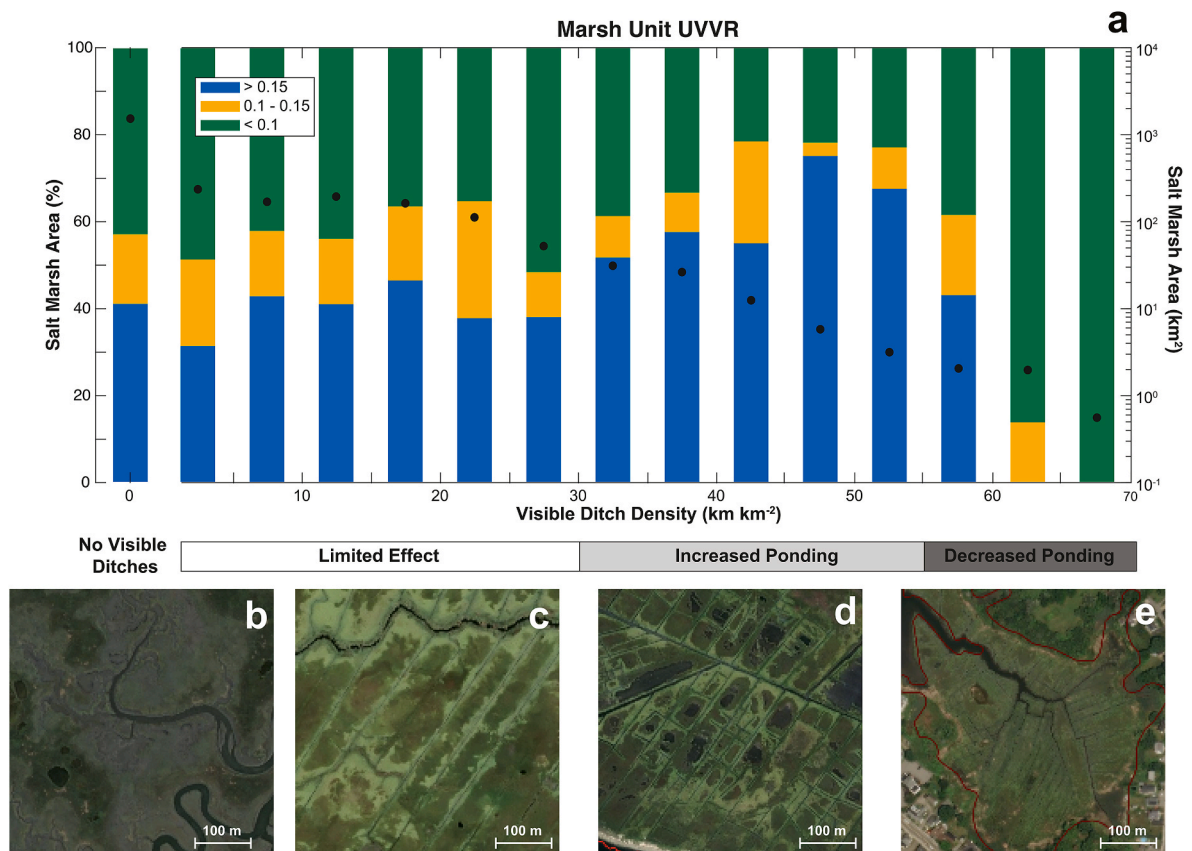 Marsh Unit UVVR
a
100
80
60
40
20
0
Salt Marsh Area (%)
> 0.15
0.1 - 0.15
< 0.1
10⁴
10³
10²
10¹
10⁰
10⁻¹
Salt Marsh Area (km²)
0 10 20 30 40 50 60 70
Visible Ditch Density (km km⁻²)
No Visible
Ditches
Limited Effect
Increased Ponding
Decreased Ponding
b
100 m
c
100 m
d
100 m
e
100 m